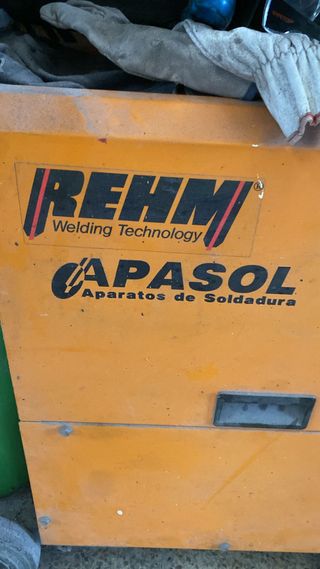 REHM®
Welding Technology
APASOL
Aparatos de Soldadura